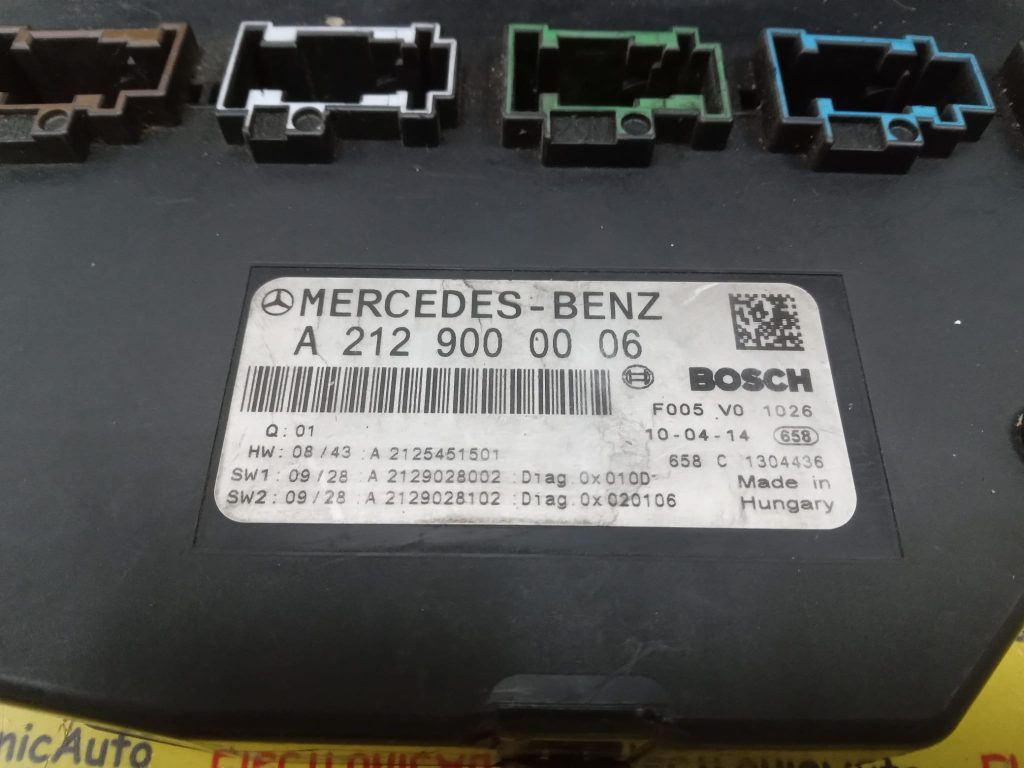 MERCEDES-BENZ
A 212 900 00 06
BOSCH
F005 V0 1026
Q: 01
10-04-14 658
HW: 08/43 :A 2125451501
658 C 1304436
SW1: 09/28 :A 2129028002 :Diag.0x010D
Made in
SW2: 09/28 :A 2129028102 :Diag.0x020106
Hungary
nicAuto